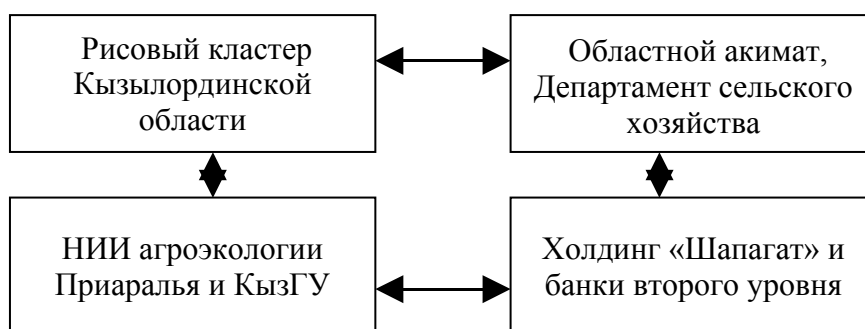 Рисовый кластер
Кызылординской
области
Областной акимат,
Департамент сельского
хозяйства
НИИ агроэкологии
Приаралья и КызГУ
Холдинг «Шапагат» и
банки второго уровня